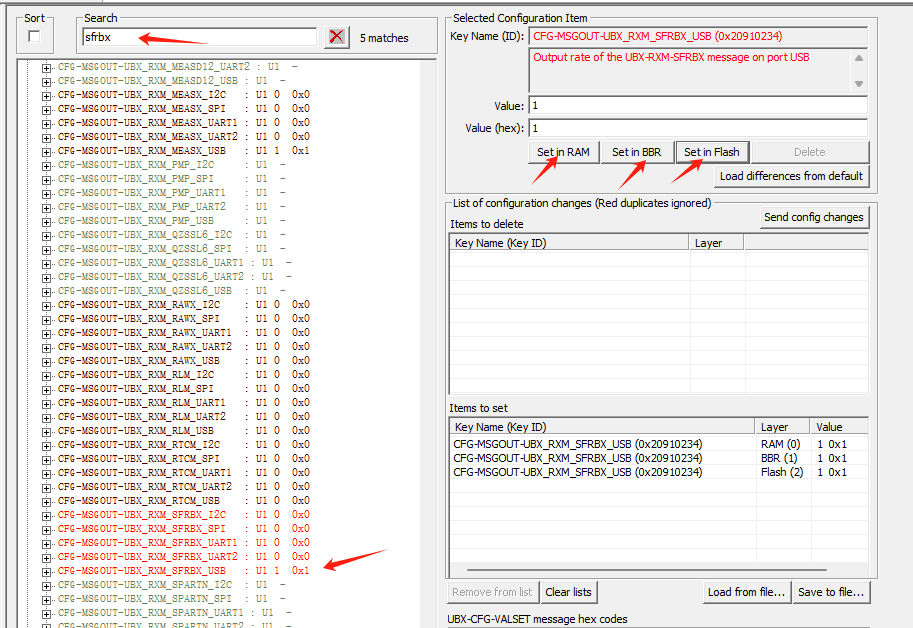 Sort
Search
sfrbx
5 matches
CFG-MSGOUT-UBX_RXM_MEASD12_UART2 : U1 -
CFG-MSGOUT-UBX_RXM_MEASD12_USB : U1 -
CFG-MSGOUT-UBX_RXM_MEASX_I2C : U1 0 0x0
CFG-MSGOUT-UBX_RXM_MEASX_SPI : U1 0 0x0
CFG-MSGOUT-UBX_RXM_MEASX_UART1 : U1 0 0x0
CFG-MSGOUT-UBX_RXM_MEASX_UART2 : U1 0 0x0
CFG-MSGOUT-UBX_RXM_MEASX_USB : U1 1 0x1
CFG-MSGOUT-UBX_RXM_PMP_I2C : U1 -
CFG-MSGOUT-UBX_RXM_PMP_SPI : U1 -
CFG-MSGOUT-UBX_RXM_PMP_UART1 : U1 -
CFG-MSGOUT-UBX_RXM_PMP_UART2 : U1 -
CFG-MSGOUT-UBX_RXM_PMP_USB : U1 -
CFG-MSGOUT-UBX_RXM_QZSSL6_I2C : U1 -
CFG-MSGOUT-UBX_RXM_QZSSL6_SPI : U1 -
CFG-MSGOUT-UBX_RXM_QZSSL6_UART1 : U1 -
CFG-MSGOUT-UBX_RXM_QZSSL6_UART2 : U1 -
CFG-MSGOUT-UBX_RXM_QZSSL6_USB : U1 -
CFG-MSGOUT-UBX_RXM_RAWX_I2C : U1 0 0x0
CFG-MSGOUT-UBX_RXM_RAWX_SPI : U1 0 0x0
CFG-MSGOUT-UBX_RXM_RAWX_UART1 : U1 0 0x0
CFG-MSGOUT-UBX_RXM_RAWX_UART2 : U1 0 0x0
CFG-MSGOUT-UBX_RXM_RAWX_USB : U1 0 0x0
CFG-MSGOUT-UBX_RXM_RLM_I2C : U1 0 0x0
CFG-MSGOUT-UBX_RXM_RLM_SPI : U1 0 0x0
CFG-MSGOUT-UBX_RXM_RLM_UART1 : U1 0 0x0
CFG-MSGOUT-UBX_RXM_RLM_UART2 : U1 0 0x0
CFG-MSGOUT-UBX_RXM_RLM_USB : U1 0 0x0
CFG-MSGOUT-UBX_RXM_RTCM_I2C : U1 0 0x0
CFG-MSGOUT-UBX_RXM_RTCM_SPI : U1 0 0x0
CFG-MSGOUT-UBX_RXM_RTCM_UART1 : U1 0 0x0
CFG-MSGOUT-UBX_RXM_RTCM_UART2 : U1 0 0x0
CFG-MSGOUT-UBX_RXM_RTCM_USB : U1 0 0x0
CFG-MSGOUT-UBX_RXM_SFRBX_I2C : U1 0 0x0
CFG-MSGOUT-UBX_RXM_SFRBX_SPI : U1 0 0x0
CFG-MSGOUT-UBX_RXM_SFRBX_UART1 : U1 0 0x0
CFG-MSGOUT-UBX_RXM_SFRBX_UART2 : U1 0 0x0
CFG-MSGOUT-UBX_RXM_SFRBX_USB : U1 1 0x1
CFG-MSGOUT-UBX_RXM_SPARTN_I2C : U1 -
CFG-MSGOUT-UBX_RXM_SPARTN_SPI : U1 -
CFG-MSGOUT-UBX_RXM_SPARTN_UART1 : U1 -
CFG-MSGOUT-UBX_RXM_SPARTN_UART2 : U1 -
Selected Configuration Item
Key Name (ID): CFG-MSGOUT-UBX_RXM_SFRBX_USB (0x20910234)
Output rate of the UBX-RXM-SFRBX message on port USB
Value: 1
Value (hex): 1
Set in RAM Set in BBR Set in Flash Delete
Load differences from default
List of configuration changes (Red duplicates ignored)
Send config changes
Items to delete
Key Name (Key ID) Layer
Items to set
Key Name (Key ID) Layer Value
CFG-MSGOUT-UBX_RXM_SFRBX_USB (0x20910234) RAM (0) 1 0x1
CFG-MSGOUT-UBX_RXM_SFRBX_USB (0x20910234) BBR (1) 1 0x1
CFG-MSGOUT-UBX_RXM_SFRBX_USB (0x20910234) Flash (2) 1 0x1
Remove from list Clear lists Load from file... Save to file...
UBX-CFG-VALSET message hex codes